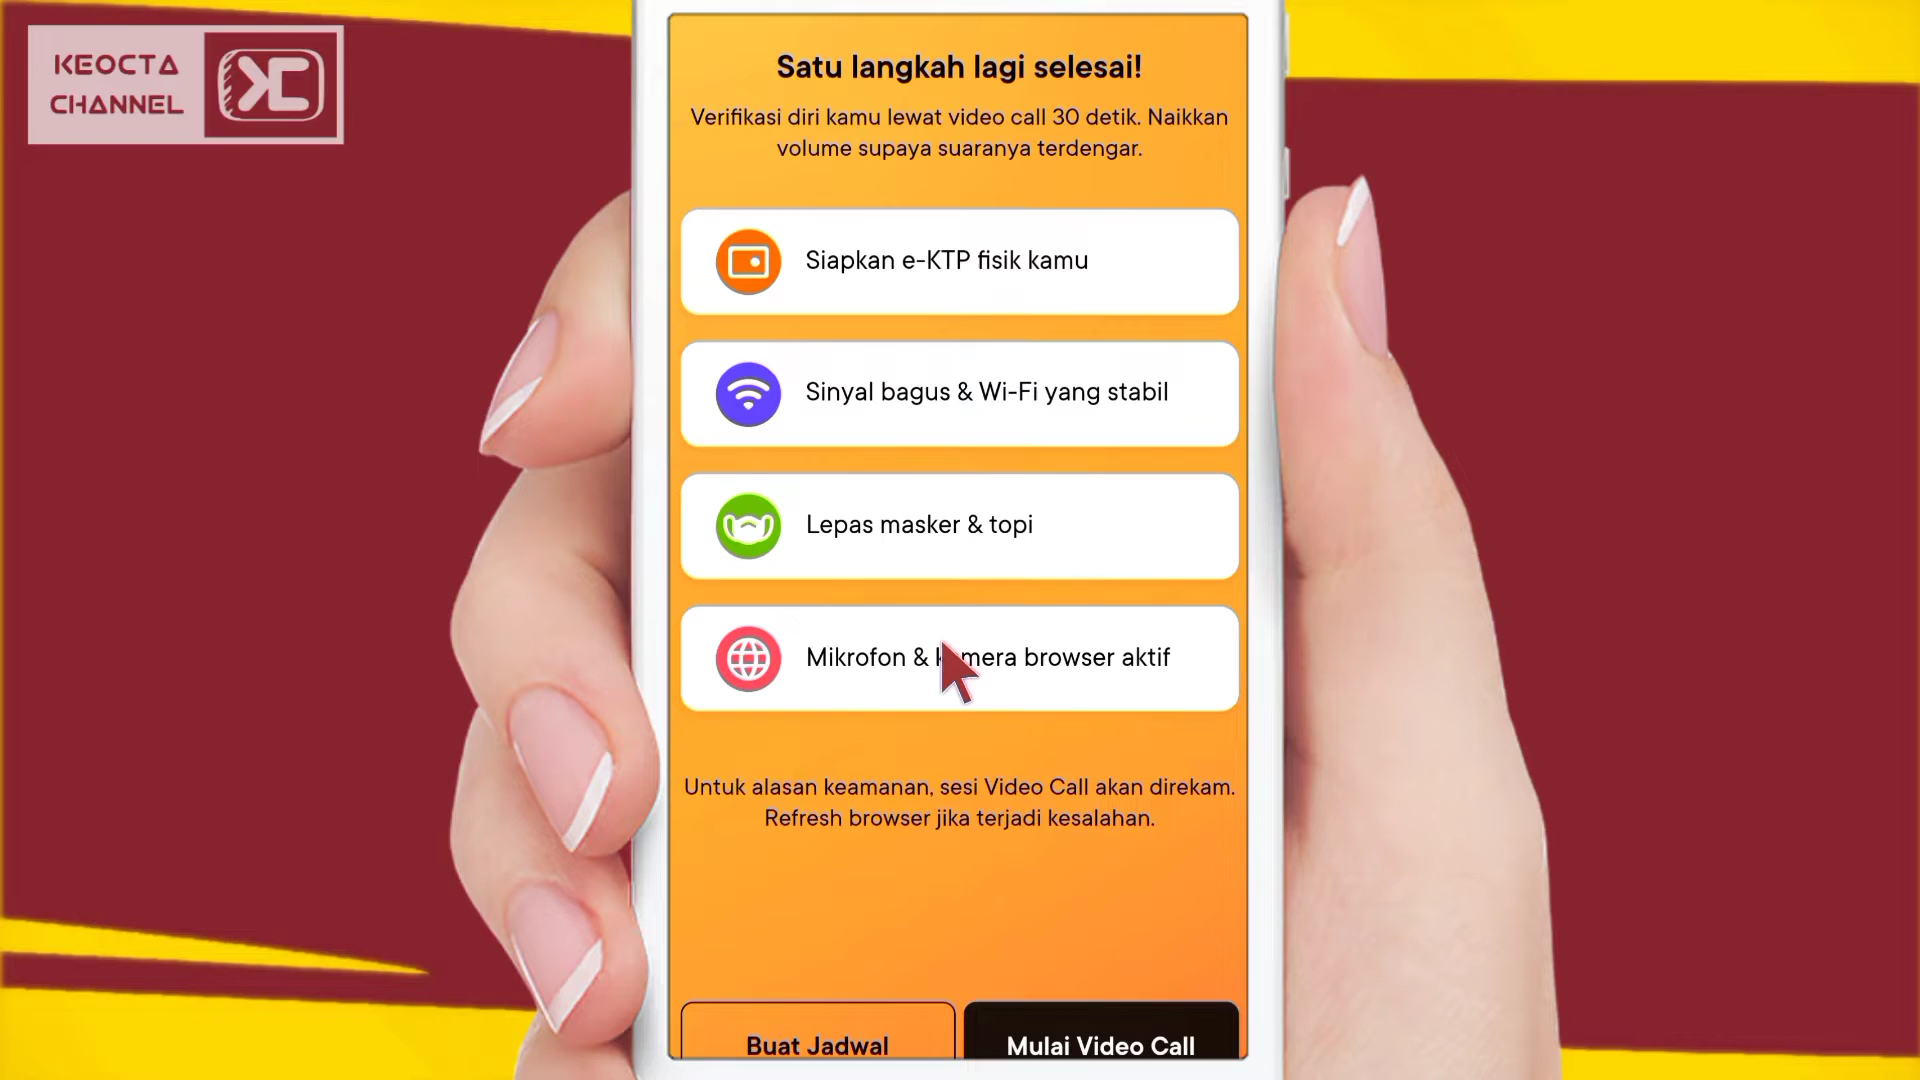 KEOCTA
CHANNEL
Satu langkah lagi selesai!
Verifikasi diri kamu lewat video call 30 detik. Naikkan
volume supaya suaranya terdengar.
Siapkan e-KTP fisik kamu
Sinyal bagus & Wi-Fi yang stabil
Lepas masker & topi
Mikrofon & kamera browser aktif
Untuk alasan keamanan, sesi Video Call akan direkam.
Refresh browser jika terjadi kesalahan.
Buat Jadwal
Mulai Video Call